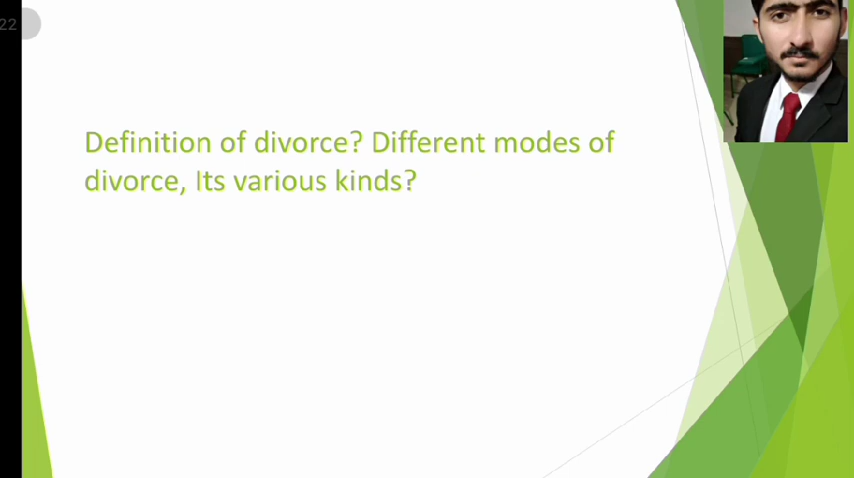 22
Definition of divorce? Different modes of
divorce, Its various kinds?